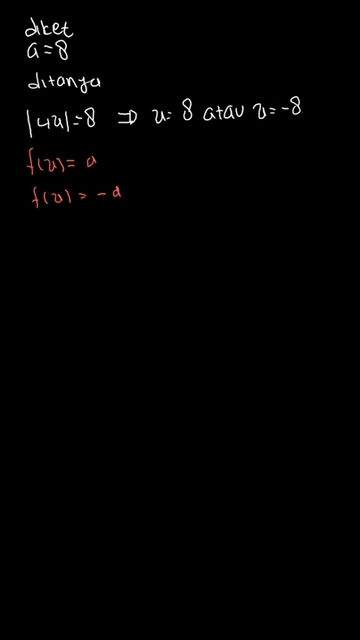 diket
a = 8
ditanya
|4x| = 8 ⇒ x = 8 atau x = -8
f(x) = a
f(x) = -a